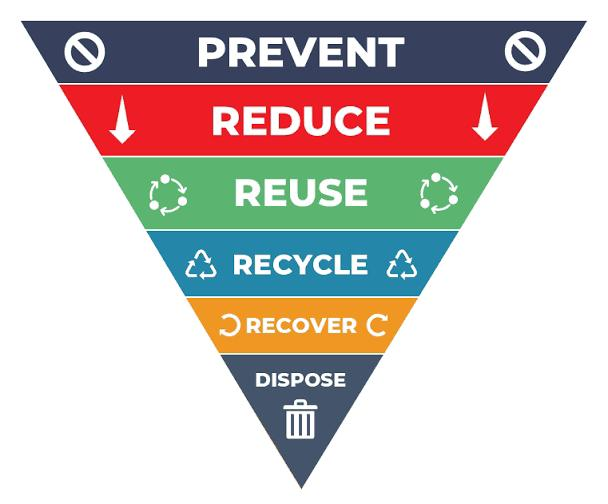 PREVENT
REDUCE
REUSE
RECYCLE
RECOVER
DISPOSE